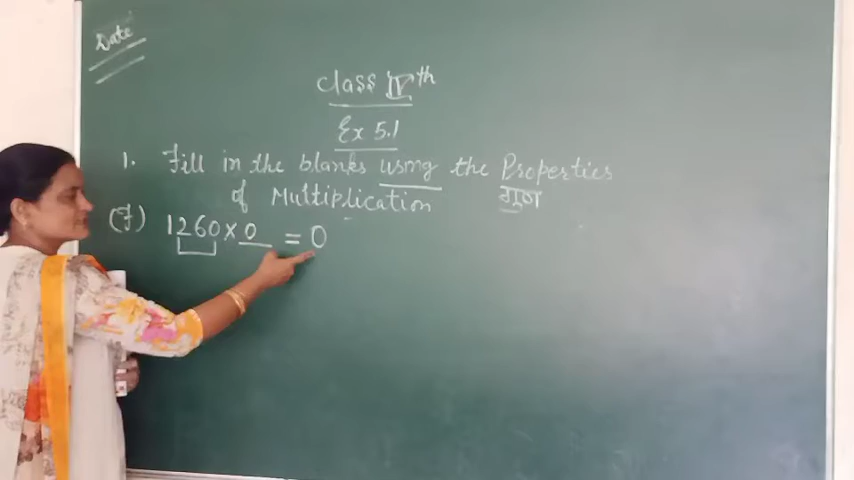 Date
Class IVth
Ex 5.1
1. Fill in the blanks using the Properties
of Multiplication गुण
(f) 1260 × 0 = 0